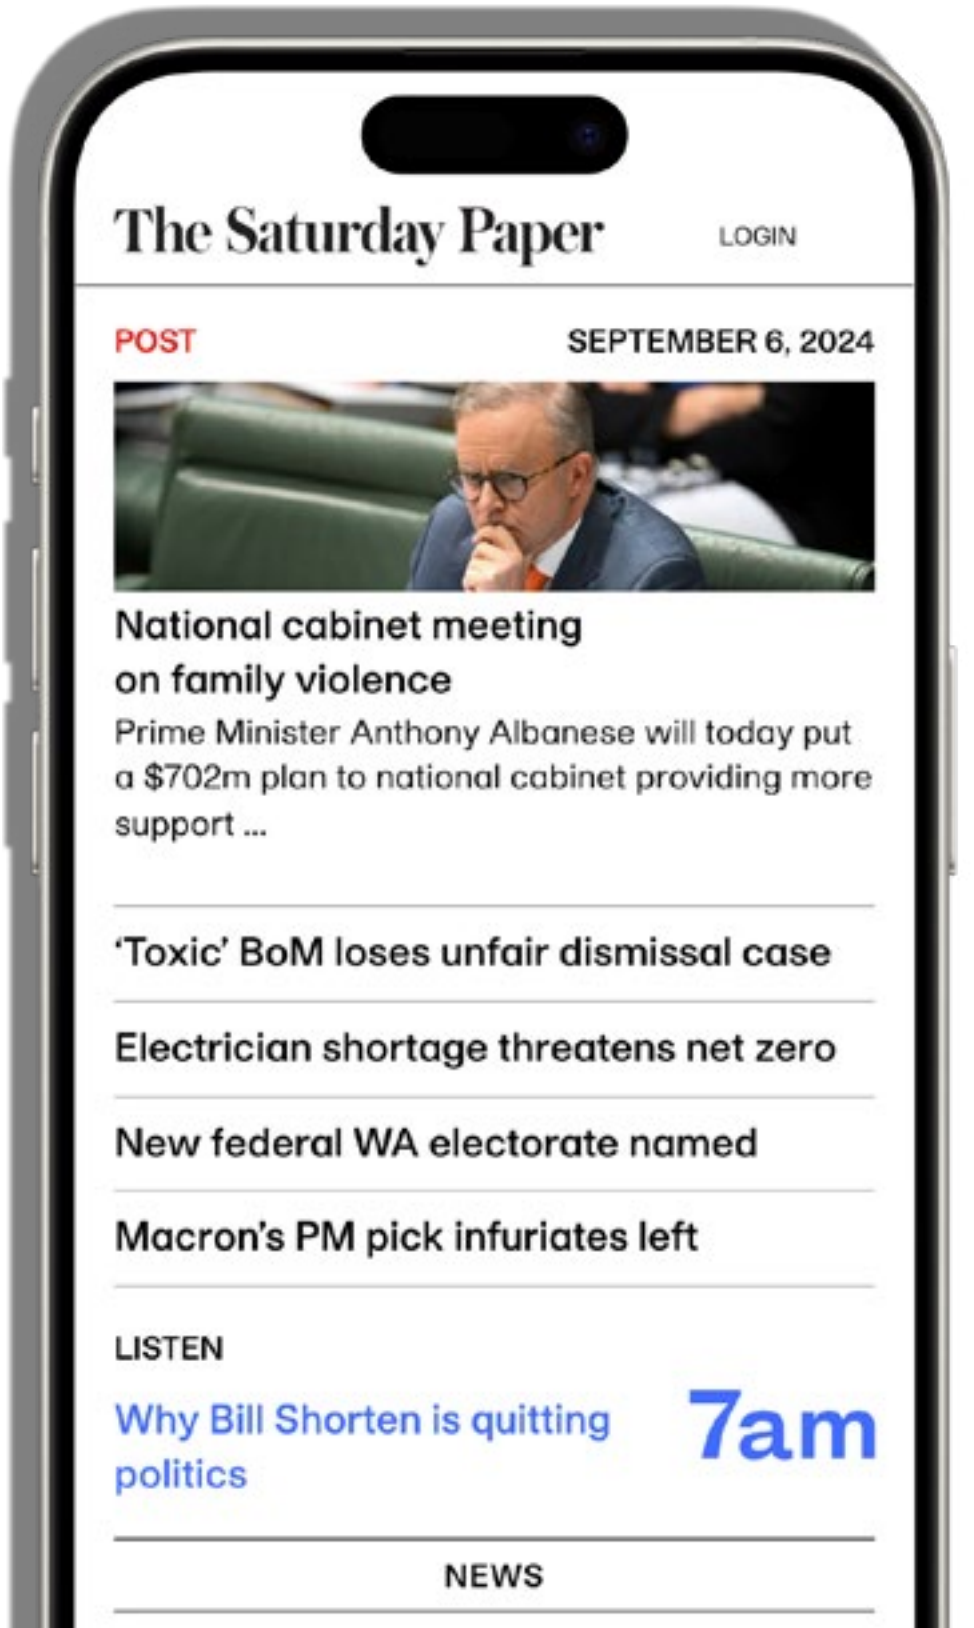 The Saturday Paper
LOGIN
POST
SEPTEMBER 6, 2024
National cabinet meeting
on family violence
Prime Minister Anthony Albanese will today put
a $702m plan to national cabinet providing more
support ...
‘Toxic’ BoM loses unfair dismissal case
Electrician shortage threatens net zero
New federal WA electorate named
Macron’s PM pick infuriates left
LISTEN
Why Bill Shorten is quitting
politics
7am
NEWS